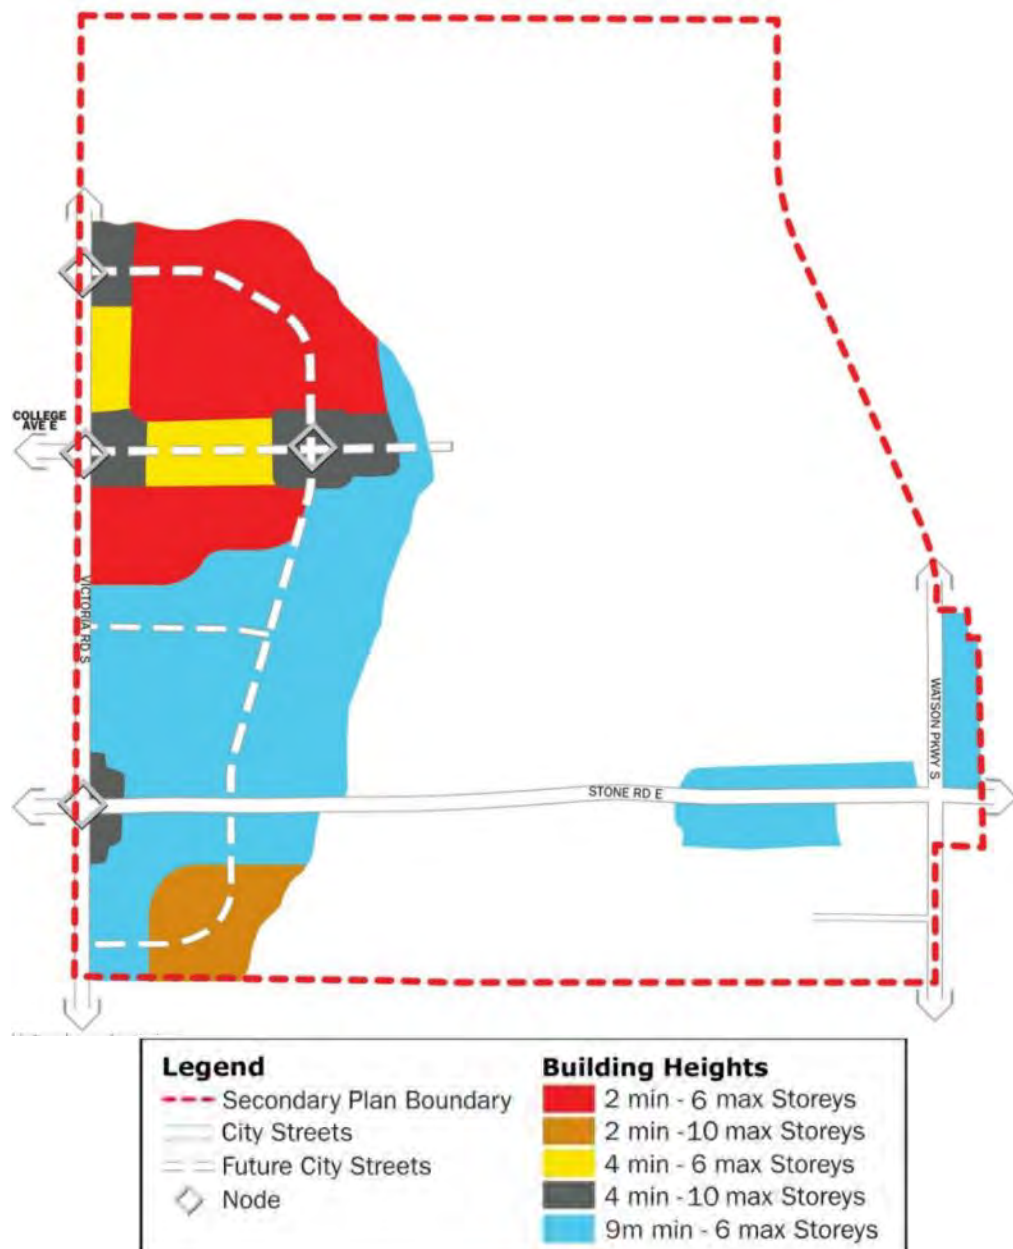 COLLEGE
AVE E
VICTORIA RD S
WATSON PKWY S
STONE RD E
Legend
Secondary Plan Boundary
City Streets
Future City Streets
Node
Building Heights
2 min - 6 max Storeys
2 min -10 max Storeys
4 min - 6 max Storeys
4 min -10 max Storeys
9m min - 6 max Storeys